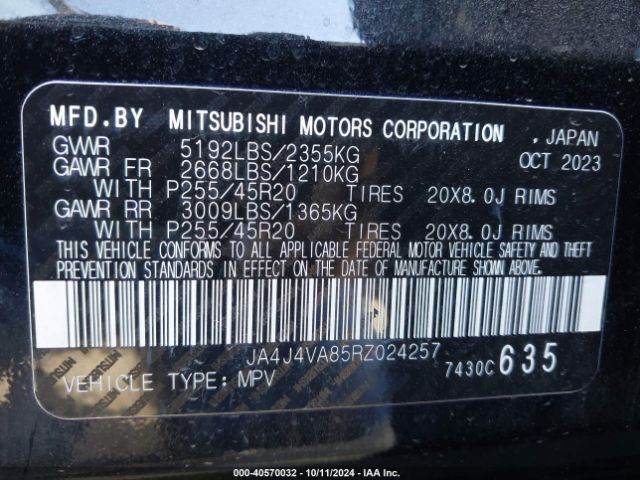 MFD.BY MITSUBISHI MOTORS CORPORATION , JAPAN
GVWR 5192LBS/2355KG OCT 2023
GAWR FR 2668LBS/1210KG
WITH P255/45R20 TIRES 20X8.0J RIMS
GAWR RR 3009LBS/1365KG
WITH P255/45R20 TIRES 20X8.0J RIMS
THIS VEHICLE CONFORMS TO ALL APPLICABLE FEDERAL MOTOR VEHICLE SAFETY AND THEFT
PREVENTION STANDARDS IN EFFECT ON THE DATE OF MANUFACTURE SHOWN ABOVE.
JA4J4VA85RZ024257 7430C 635
VEHICLE TYPE: MPV
000-40570032 - 10/11/2024 - IAA Inc.